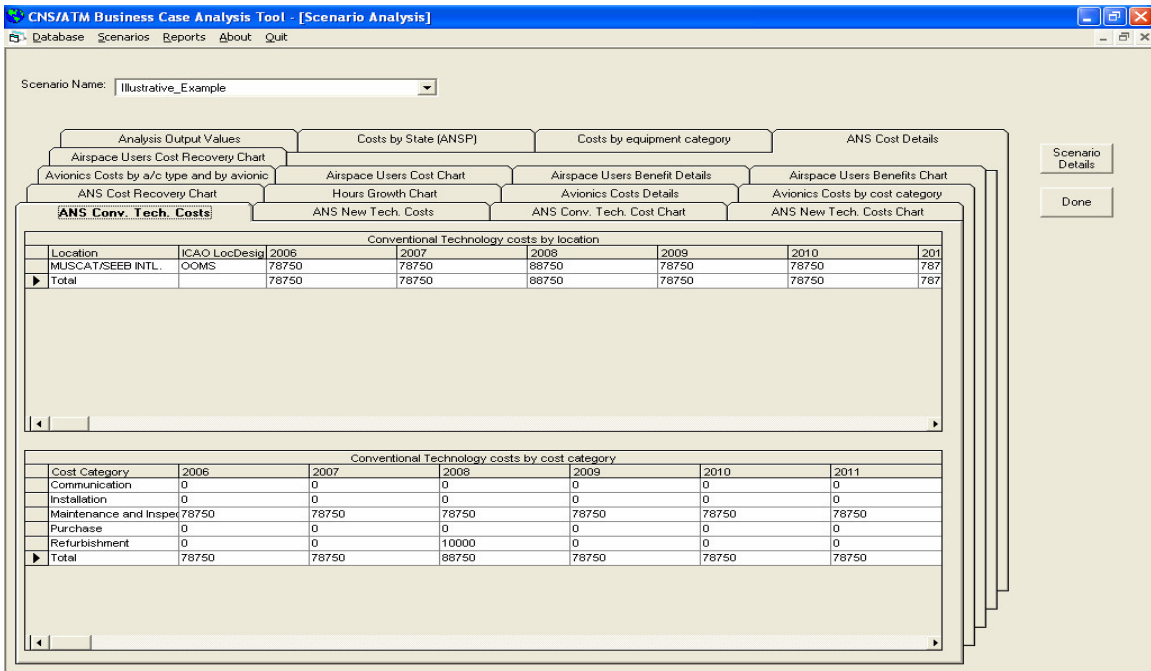 CNS/ATM Business Case Analysis Tool - [Scenario Analysis]
Database Scenarios Reports About Quit
Scenario Name: Illustrative_Example
Analysis Output Values Costs by State (ANSP) Costs by equipment category ANS Cost Details
Airspace Users Cost Recovery Chart
Scenario Details
Avionics Costs by a/c type and by avionic Airspace Users Cost Chart Airspace Users Benefit Details Airspace Users Benefits Chart
ANS Cost Recovery Chart Hours Growth Chart Avionics Costs Details Avionics Costs by cost category
Done
ANS Conv. Tech. Costs ANS New Tech. Costs ANS Conv. Tech. Cost Chart ANS New Tech. Costs Chart
Conventional Technology costs by location
Location ICAO LocDesig 2006 2007 2008 2009 2010 201
MUSCAT/SEEB INTL. OOMS 78750 78750 88750 78750 78750 787
Total 78750 78750 88750 78750 78750 787
Conventional Technology costs by cost category
Cost Category 2006 2007 2008 2009 2010 2011
Communication 0 0 0 0 0 0
Installation 0 0 0 0 0 0
Maintenance and Inspec 78750 78750 78750 78750 78750 78750
Purchase 0 0 0 0 0 0
Refurbishment 0 0 10000 0 0 0
Total 78750 78750 88750 78750 78750 78750